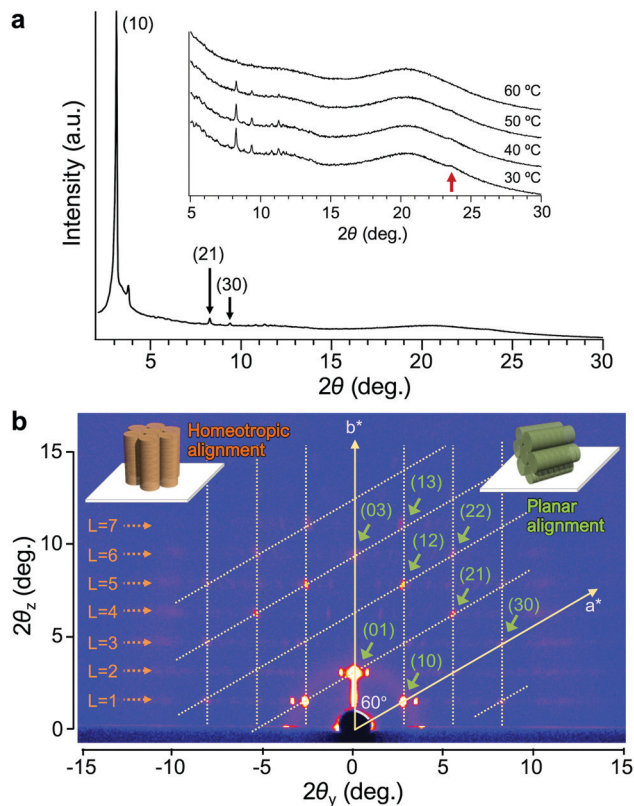 a
Intensity (a.u.)
(10)
(21)
(30)
60 ºC
50 ºC
40 ºC
30 ºC
5 10 15 20 25 30
2θ (deg.)
5 10 15 20 25 30
2θ (deg.)
b
Homeotropic
alignment
b*
Planar
alignment
15
10
5
0
2θz (deg.)
L=7
L=6
L=5
L=4
L=3
L=2
L=1
(03)
(13)
(12)
(22)
(01)
(21)
(10)
(30)
a*
60º
-15 -10 -5 0 5 10 15
2θy (deg.)